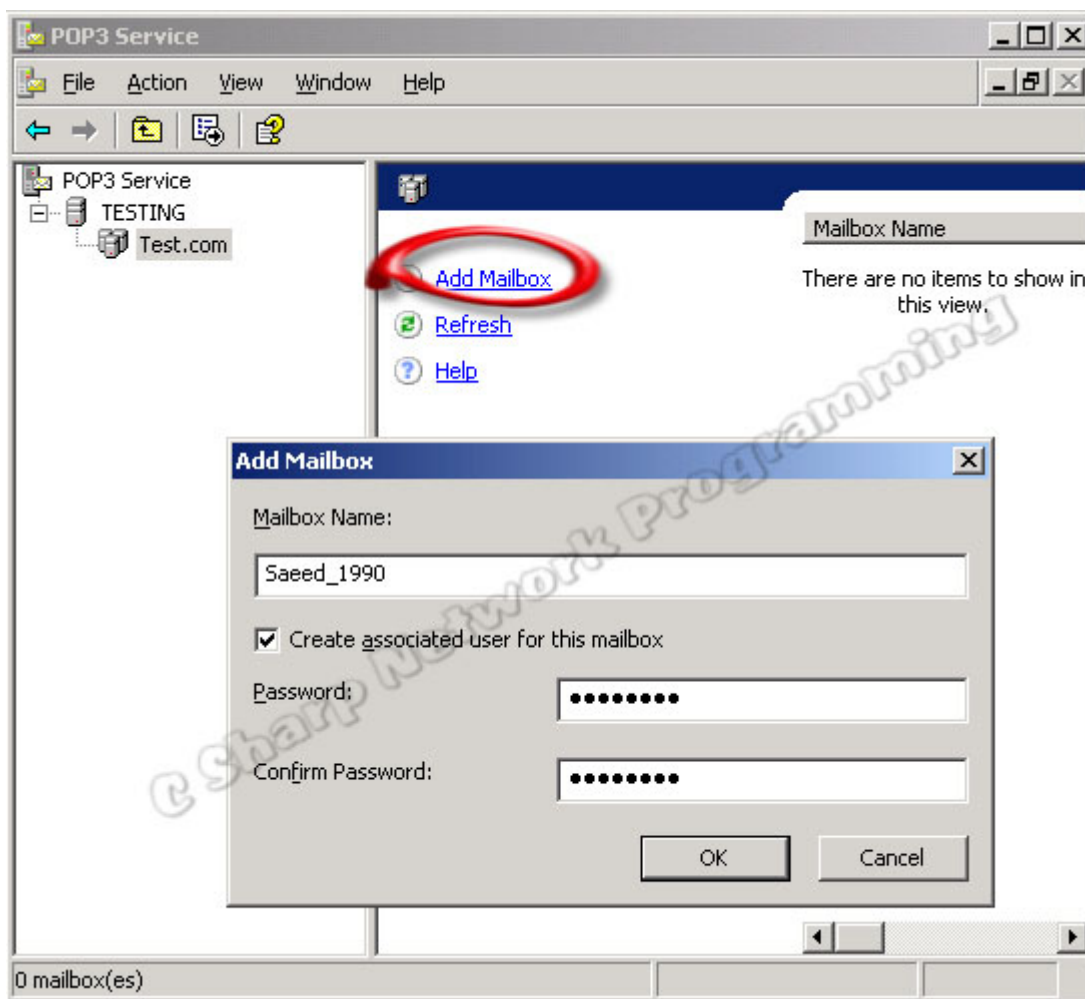 POP3 Service
File Action View Window Help
POP3 Service
TESTING
Test.com
Add Mailbox
Refresh
Help
Mailbox Name
There are no items to show in
this view.
Add Mailbox
Mailbox Name:
Saeed_1990
Create associated user for this mailbox
Password:
●●●●●●●●
Confirm Password:
●●●●●●●●
OK Cancel
0 mailbox(es)
C Sharp Network Programming